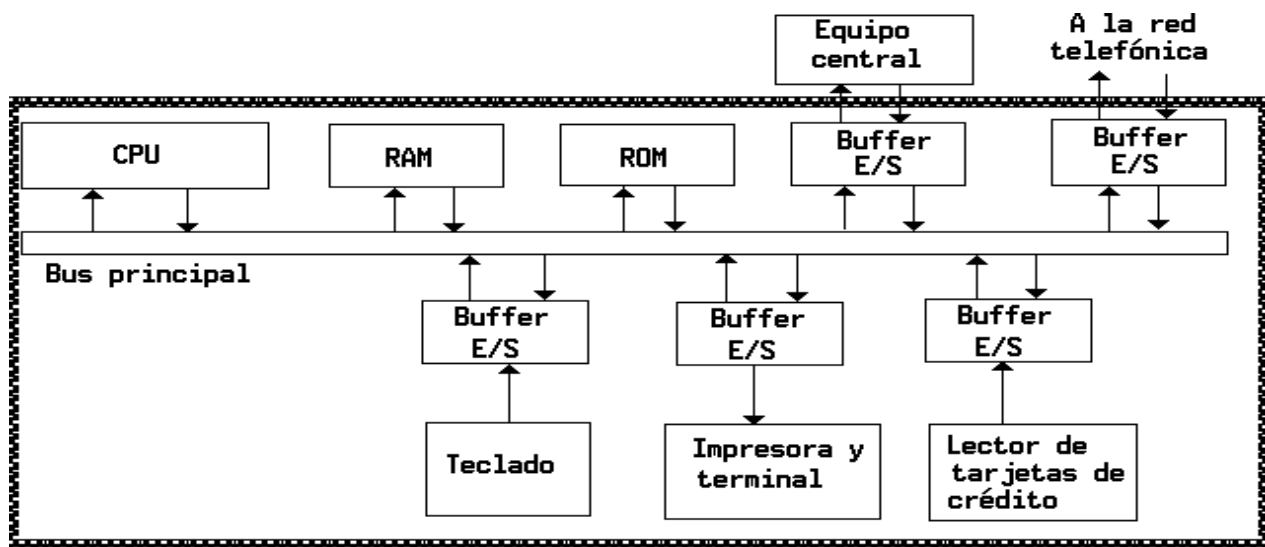 Equipo
central
A la red
telefónica
CPU
RAM
ROM
Buffer
E/S
Buffer
E/S
Bus principal
Buffer
E/S
Buffer
E/S
Buffer
E/S
Teclado
Impresora y
terminal
Lector de
tarjetas de
crédito